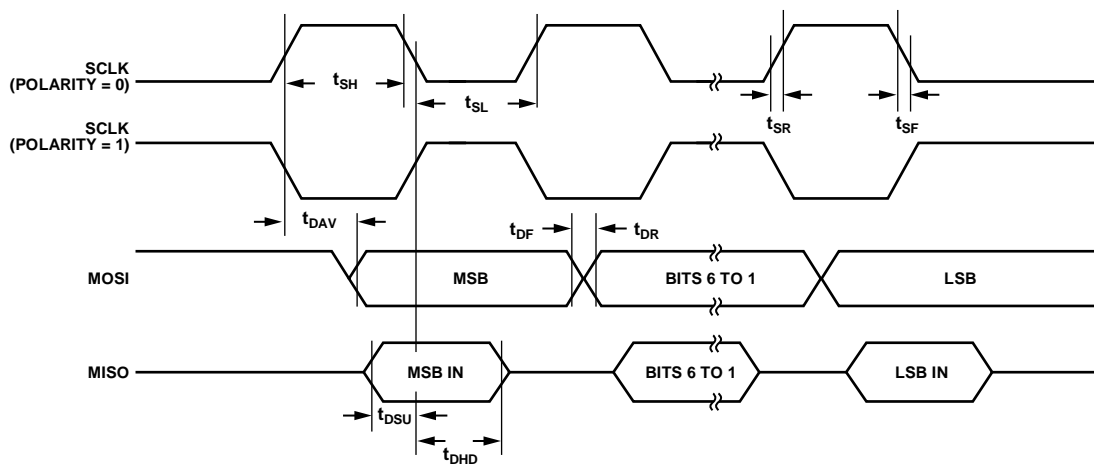 SCLK
(POLARITY = 0)
tSH
tSL
tSR
tSF
SCLK
(POLARITY = 1)
tDAV
tDF
tDR
MOSI
MSB
BITS 6 TO 1
LSB
MISO
MSB IN
BITS 6 TO 1
LSB IN
tDSU
tDHD